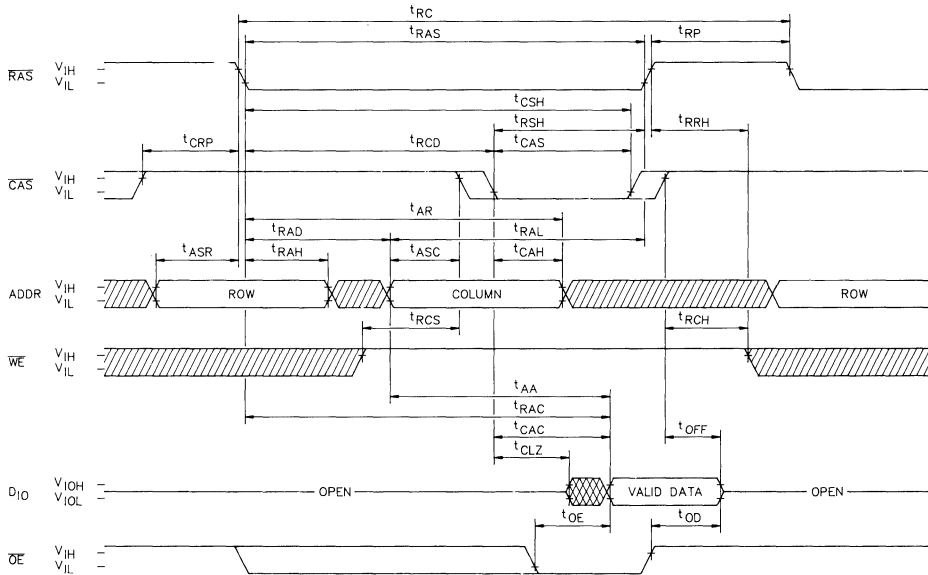 tRC
tRAS tRP
RAS VIH
VIL
tCSH
tRSH tRRH
tCRP tRCD tCAS
CAS VIH
VIL
tAR
tRAD tRAL
tASR tRAH tASC tCAH
ADDR VIH
VIL
ROW COLUMN ROW
tRCS tRCH
WE VIH
VIL
tAA
tRAC
tCAC tOFF
tCLZ
DIO VIOH
VIOL
OPEN VALID DATA OPEN
tOE tOD
OE VIH
VIL